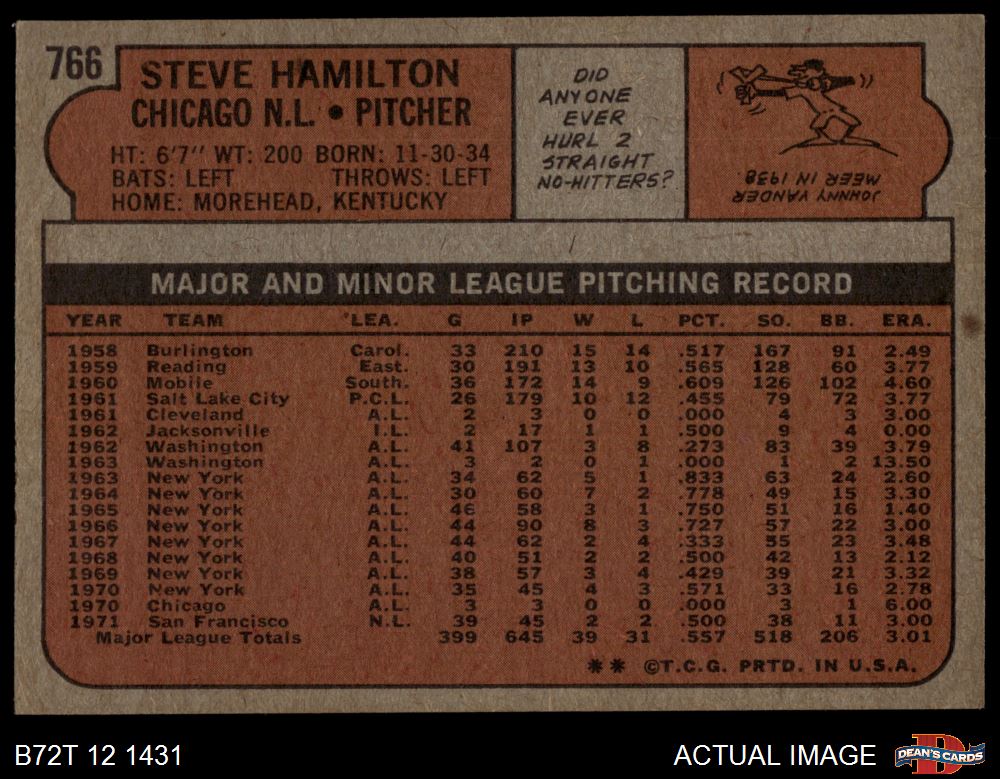 766
STEVE HAMILTON
CHICAGO N.L. • PITCHER
HT: 6'7" WT: 200 BORN: 11-30-34
BATS: LEFT THROWS: LEFT
HOME: MOREHEAD, KENTUCKY
DID
ANYONE
EVER
HURL 2
STRAIGHT
NO-HITTERS?
JOHNNY VANDER
MEER IN 1938.
MAJOR AND MINOR LEAGUE PITCHING RECORD
YEAR TEAM LEA. G IP W L PCT. SO. BB. ERA.
1958 Burlington Carol. 33 210 15 14 .517 167 91 2.49
1959 Reading East. 30 191 13 10 .565 128 60 3.77
1960 Mobile South. 36 172 14 9 .609 126 102 4.60
1961 Salt Lake City P.C.L. 26 179 10 12 .455 79 72 3.77
1961 Cleveland A.L. 2 3 0 0 .000 4 3 3.00
1962 Jacksonville I.L. 2 17 1 1 .500 9 4 0.00
1962 Washington A.L. 41 107 3 8 .273 83 39 3.79
1963 Washington A.L. 3 2 0 1 .000 1 2 13.50
1963 New York A.L. 34 62 5 1 .833 63 24 2.60
1964 New York A.L. 30 60 7 2 .778 49 15 3.30
1965 New York A.L. 46 58 3 1 .750 51 16 1.40
1966 New York A.L. 44 90 8 3 .727 57 22 3.00
1967 New York A.L. 44 62 2 4 .333 55 23 3.48
1968 New York A.L. 40 51 2 2 .500 42 13 2.12
1969 New York A.L. 38 57 3 4 .429 39 21 3.32
1970 New York A.L. 35 45 4 3 .571 33 16 2.78
1970 Chicago A.L. 3 3 0 0 .000 3 1 6.00
1971 San Francisco N.L. 39 45 2 2 .500 38 11 3.00
Major League Totals 399 645 39 31 .557 518 206 3.01
** ©T.C.G. PRTD. IN U.S.A.
B72T 12 1431
ACTUAL IMAGE
D
DEAN'S CARDS